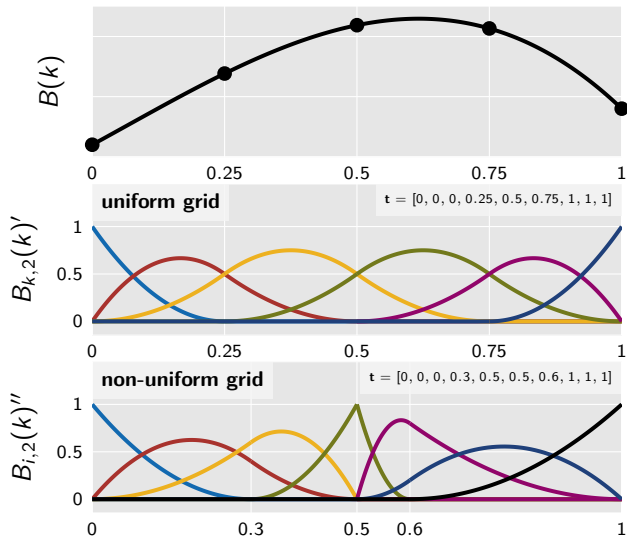 B(k)
0 0.25 0.5 0.75 1
uniform grid
t = [0, 0, 0, 0.25, 0.5, 0.75, 1, 1, 1]
B_{k,2}(k)′
1
0.5
0
0 0.25 0.5 0.75 1
non-uniform grid
t = [0, 0, 0, 0.3, 0.5, 0.5, 0.6, 1, 1, 1]
B_{i,2}(k)″
1
0.5
0
0 0.3 0.5 0.6 1